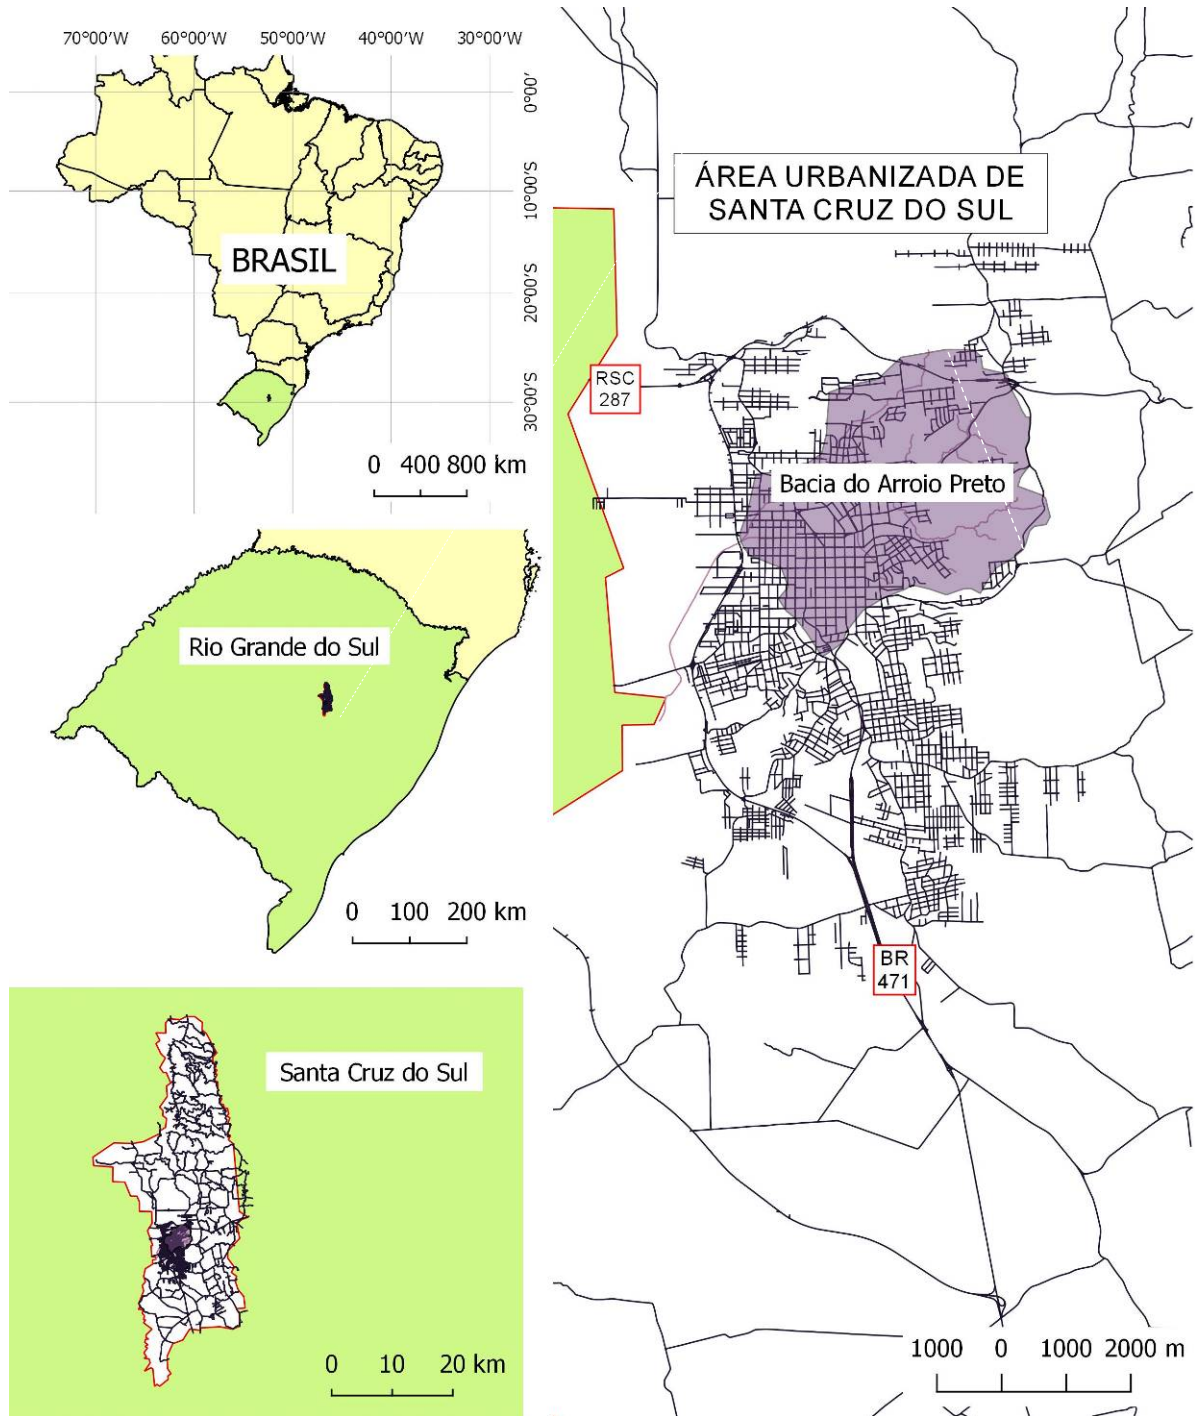 70°00′W 60°00′W 50°00′W 40°00′W 30°00′W
0°00′
10°00′S
20°00′S
30°00′S
BRASIL
0 400 800 km
Rio Grande do Sul
0 100 200 km
Santa Cruz do Sul
0 10 20 km
ÁREA URBANIZADA DE
SANTA CRUZ DO SUL
RSC
287
Bacia do Arroio Preto
BR
471
1000 0 1000 2000 m